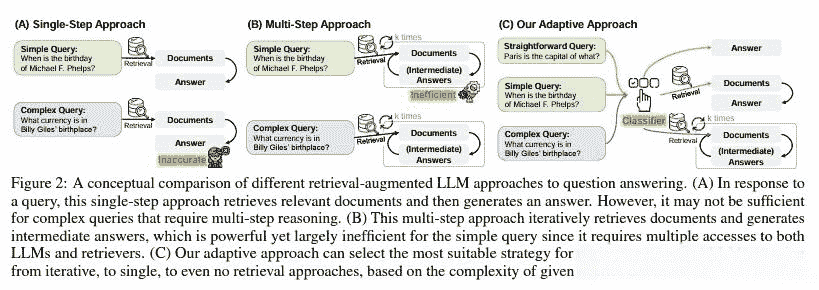 (A) Single-Step Approach
Simple Query:
When is the birthday
of Michael F. Phelps?
Retrieval
Documents
Answer
Complex Query:
What currency is in
Billy Giles' birthplace?
Retrieval
Documents
Answer
Inaccurate
(B) Multi-Step Approach
Simple Query:
When is the birthday
of Michael F. Phelps?
k times
Retrieval
Documents
(Intermediate)
Answers
Inefficient
Complex Query:
What currency is in
Billy Giles' birthplace?
k times
Retrieval
Documents
(Intermediate)
Answers
(C) Our Adaptive Approach
Straightforward Query:
Paris is the capital of what?
Simple Query:
When is the birthday
of Michael F. Phelps?
Complex Query:
What currency is in
Billy Giles' birthplace?
Classifier
Answer
Retrieval
Documents
Answer
k times
Retrieval
Documents
(Intermediate)
Answers
Figure 2: A conceptual comparison of different retrieval-augmented LLM approaches to question answering. (A) In response to
a query, this single-step approach retrieves relevant documents and then generates an answer. However, it may not be sufficient
for complex queries that require multi-step reasoning. (B) This multi-step approach iteratively retrieves documents and generates
intermediate answers, which is powerful yet largely inefficient for the simple query since it requires multiple accesses to both
LLMs and retrievers. (C) Our adaptive approach can select the most suitable strategy for
from iterative, to single, to even no retrieval approaches, based on the complexity of given